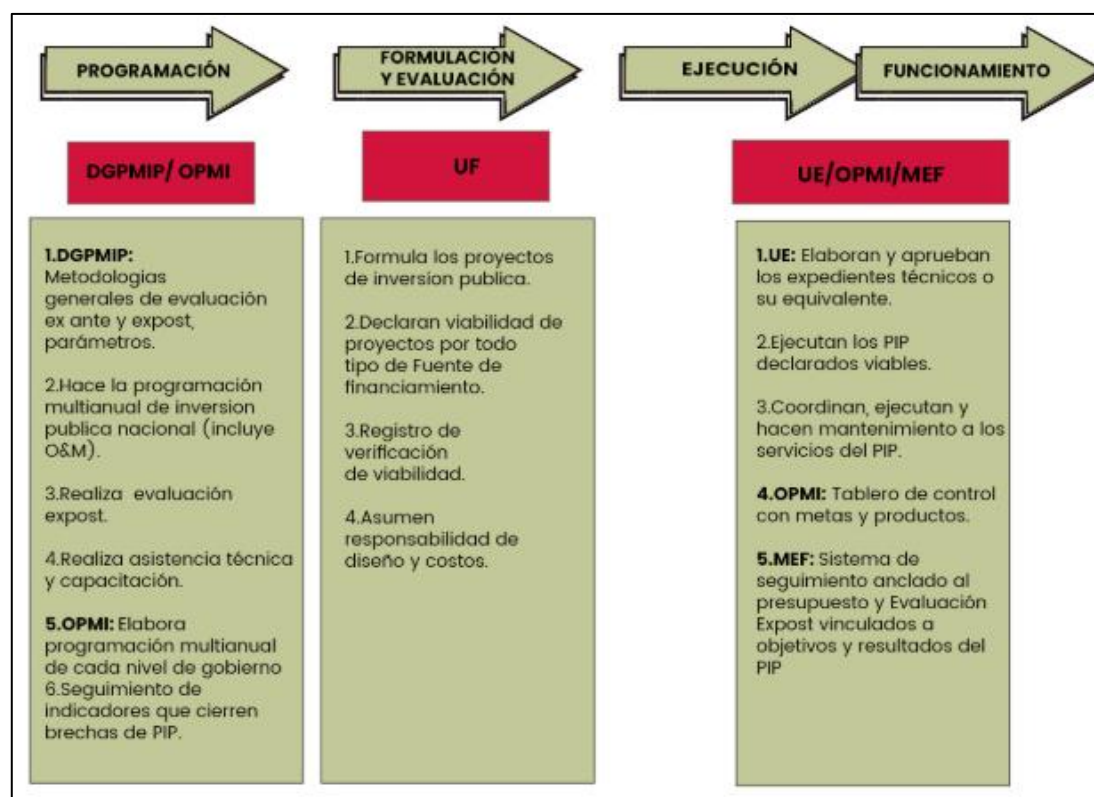 PROGRAMACIÓN
FORMULACIÓN
Y EVALUACIÓN
EJECUCIÓN
FUNCIONAMIENTO
DGPMIP/ OPMI
UF
UE/OPMI/MEF
1.DGPMIP:
Metodologias
generales de evaluación
ex ante y expost,
parámetros.
2.Hace la programación
multianual de inversion
publica nacional (incluye
O&M).
3.Realiza evaluación
expost.
4.Realiza asistencia técnica
y capacitación.
5.OPMI: Elabora
programación multianual
de cada nivel de gobierno
6.Seguimiento de
indicadores que cierren
brechas de PIP.
1.Formula los proyectos
de inversion publica.
2.Declaran viabilidad de
proyectos por todo
tipo de Fuente de
financiamiento.
3.Registro de
verificación
de viabilidad.
4.Asumen
responsabilidad de
diseño y costos.
1.UE: Elaboran y aprueban
los expedientes técnicos o
su equivalente.
2.Ejecutan los PIP
declarados viables.
3.Coordinan, ejecutan y
hacen mantenimiento a los
servicios del PIP.
4.OPMI: Tablero de control
con metas y productos.
5.MEF: Sistema de
seguimiento anclado al
presupuesto y Evaluación
Expost vinculados a
objetivos y resultados del
PIP